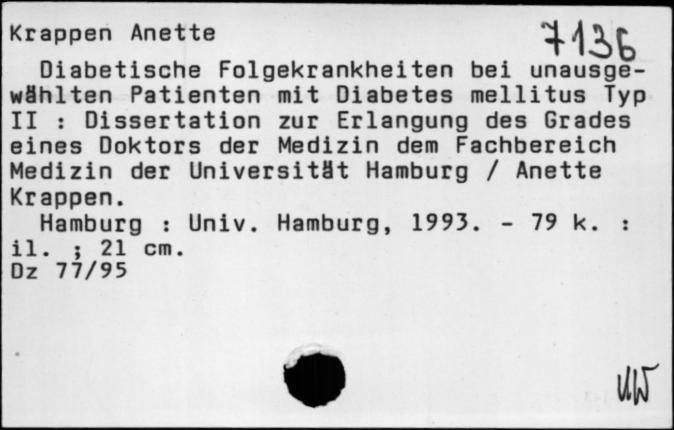 Krappen Anette 7136
Diabetische Folgekrankheiten bei unausge-
wählten Patienten mit Diabetes mellitus Typ
II : Dissertation zur Erlangung des Grades
eines Doktors der Medizin dem Fachbereich
Medizin der Universität Hamburg / Anette
Krappen.
Hamburg : Univ. Hamburg, 1993. - 79 k. :
il. ; 21 cm.
Dz 77/95
UW